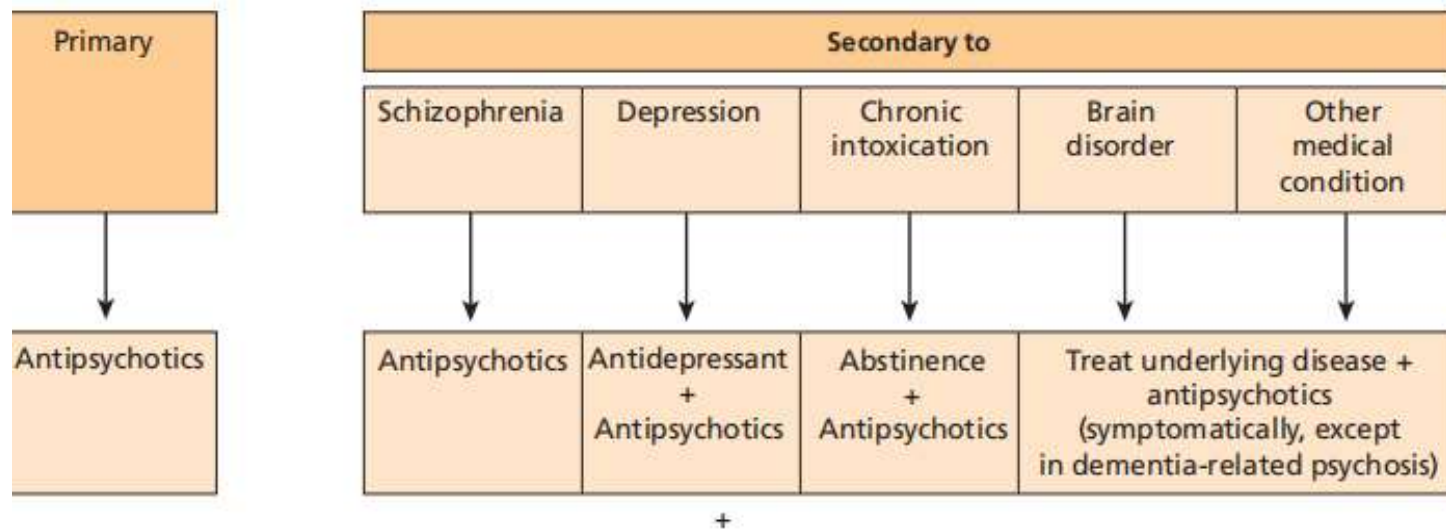 Primary
Secondary to
Schizophrenia
Depression
Chronic
intoxication
Brain
disorder
Other
medical
condition
Antipsychotics
Antipsychotics
Antidepressant
+
Antipsychotics
Abstinence
+
Antipsychotics
Treat underlying disease +
antipsychotics
(symptomatically, except
in dementia-related psychosis)
+